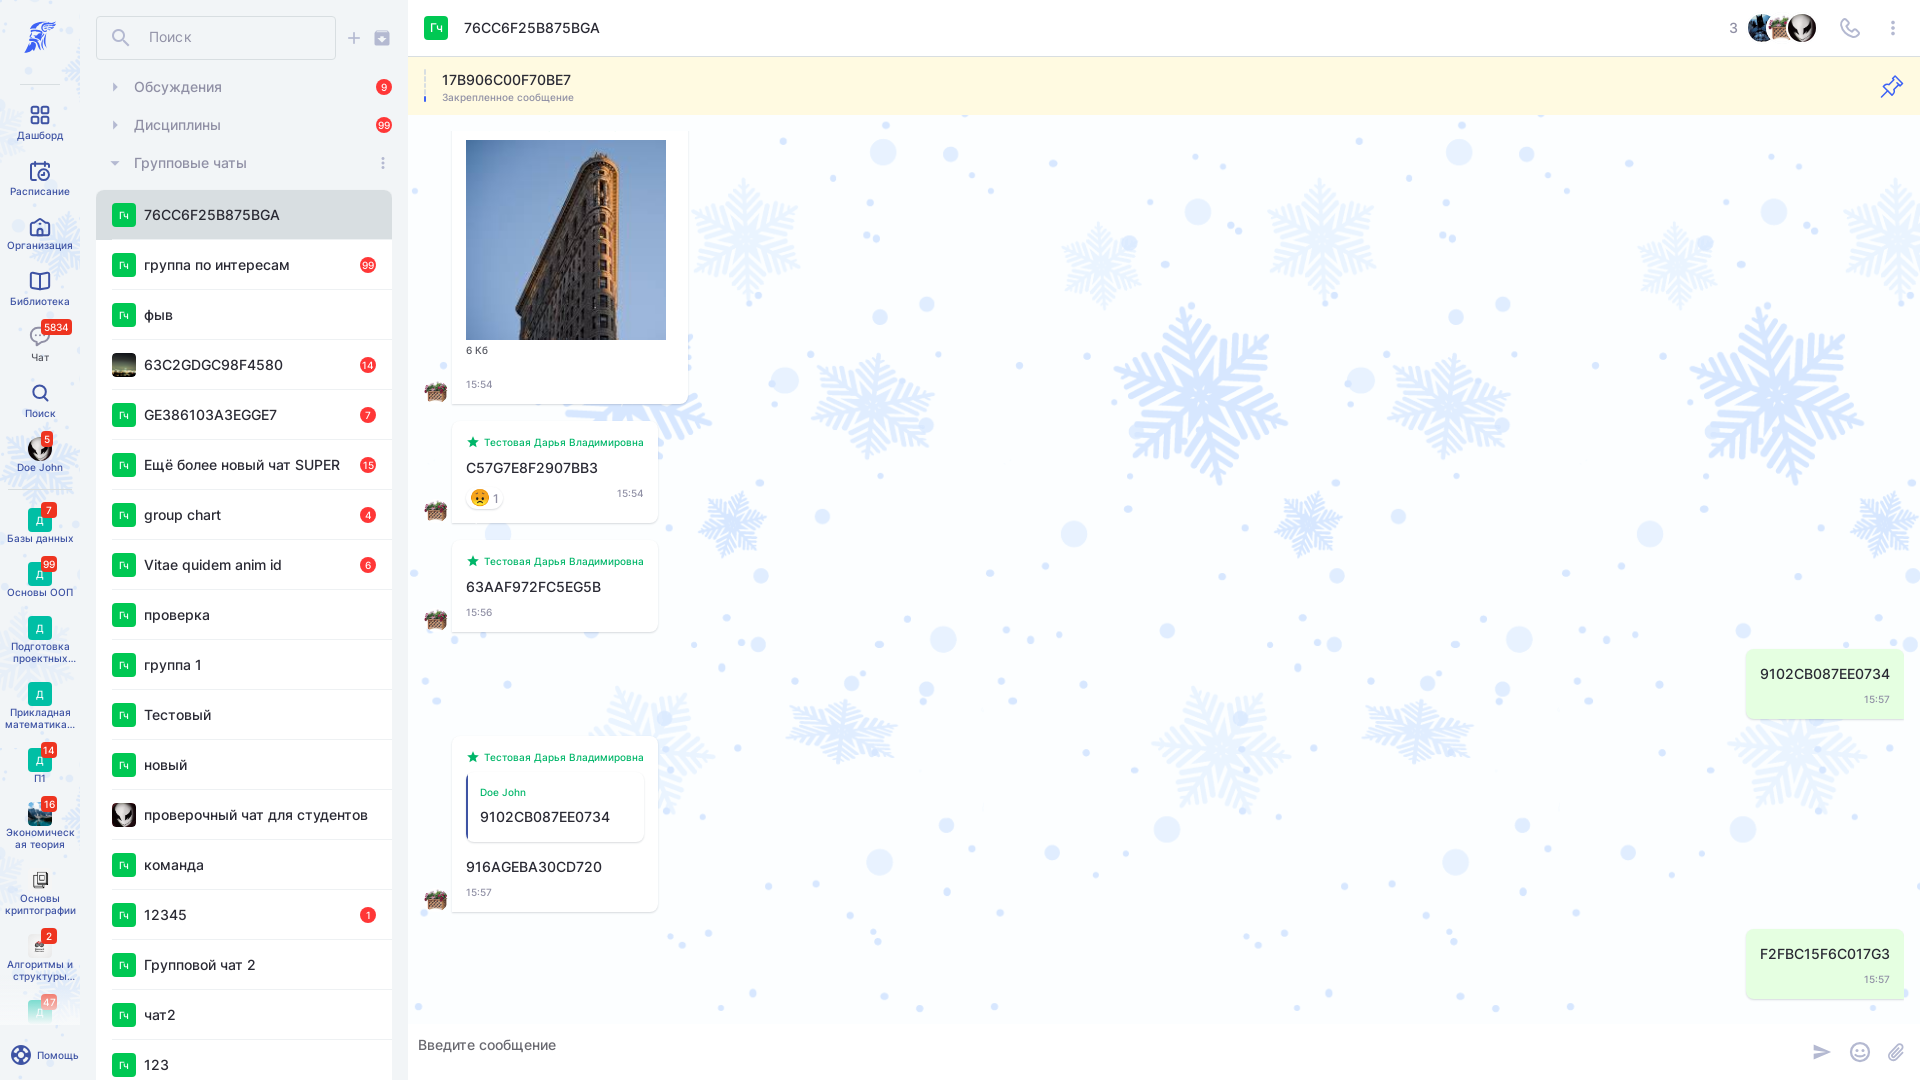 Дашборд
Расписание
Организация
Библиотека
5834
Чат
Поиск
5
Doe John
7
Д
Базы данных
99
Д
Основы ООП
Д
Подготовка
проектных...
Д
Прикладная
математика...
14
Д
П1
16
Экономическ
ая теория
Основы
криптографии
2
Алгоритмы и
структуры...
47
Д
Помощь
Поиск
Обсуждения
9
Дисциплины
99
Групповые чаты
Гч 76CC6F25B875BGA
Гч группа по интересам 99
Гч фыв
63C2GDGC98F4580 14
Гч GE386103A3EGGE7 7
Гч Ещё более новый чат SUPER 15
Гч group chart 4
Гч Vitae quidem anim id 6
Гч проверка
Гч группа 1
Гч Тестовый
Гч новый
проверочный чат для студентов
Гч команда
Гч 12345 1
Гч Групповой чат 2
Гч чат2
Гч 123
Гч 76CC6F25B875BGA 3
17B906C00F70BE7
Закрепленное сообщение
6 Кб
15:54
Тестовая Дарья Владимировна
C57G7E8F2907BB3
1 15:54
Тестовая Дарья Владимировна
63AAF972FC5EG5B
15:56
9102CB087EE0734
15:57
Тестовая Дарья Владимировна
Doe John
9102CB087EE0734
916AGEBA30CD720
15:57
F2FBC15F6C017G3
15:57
Введите сообщение